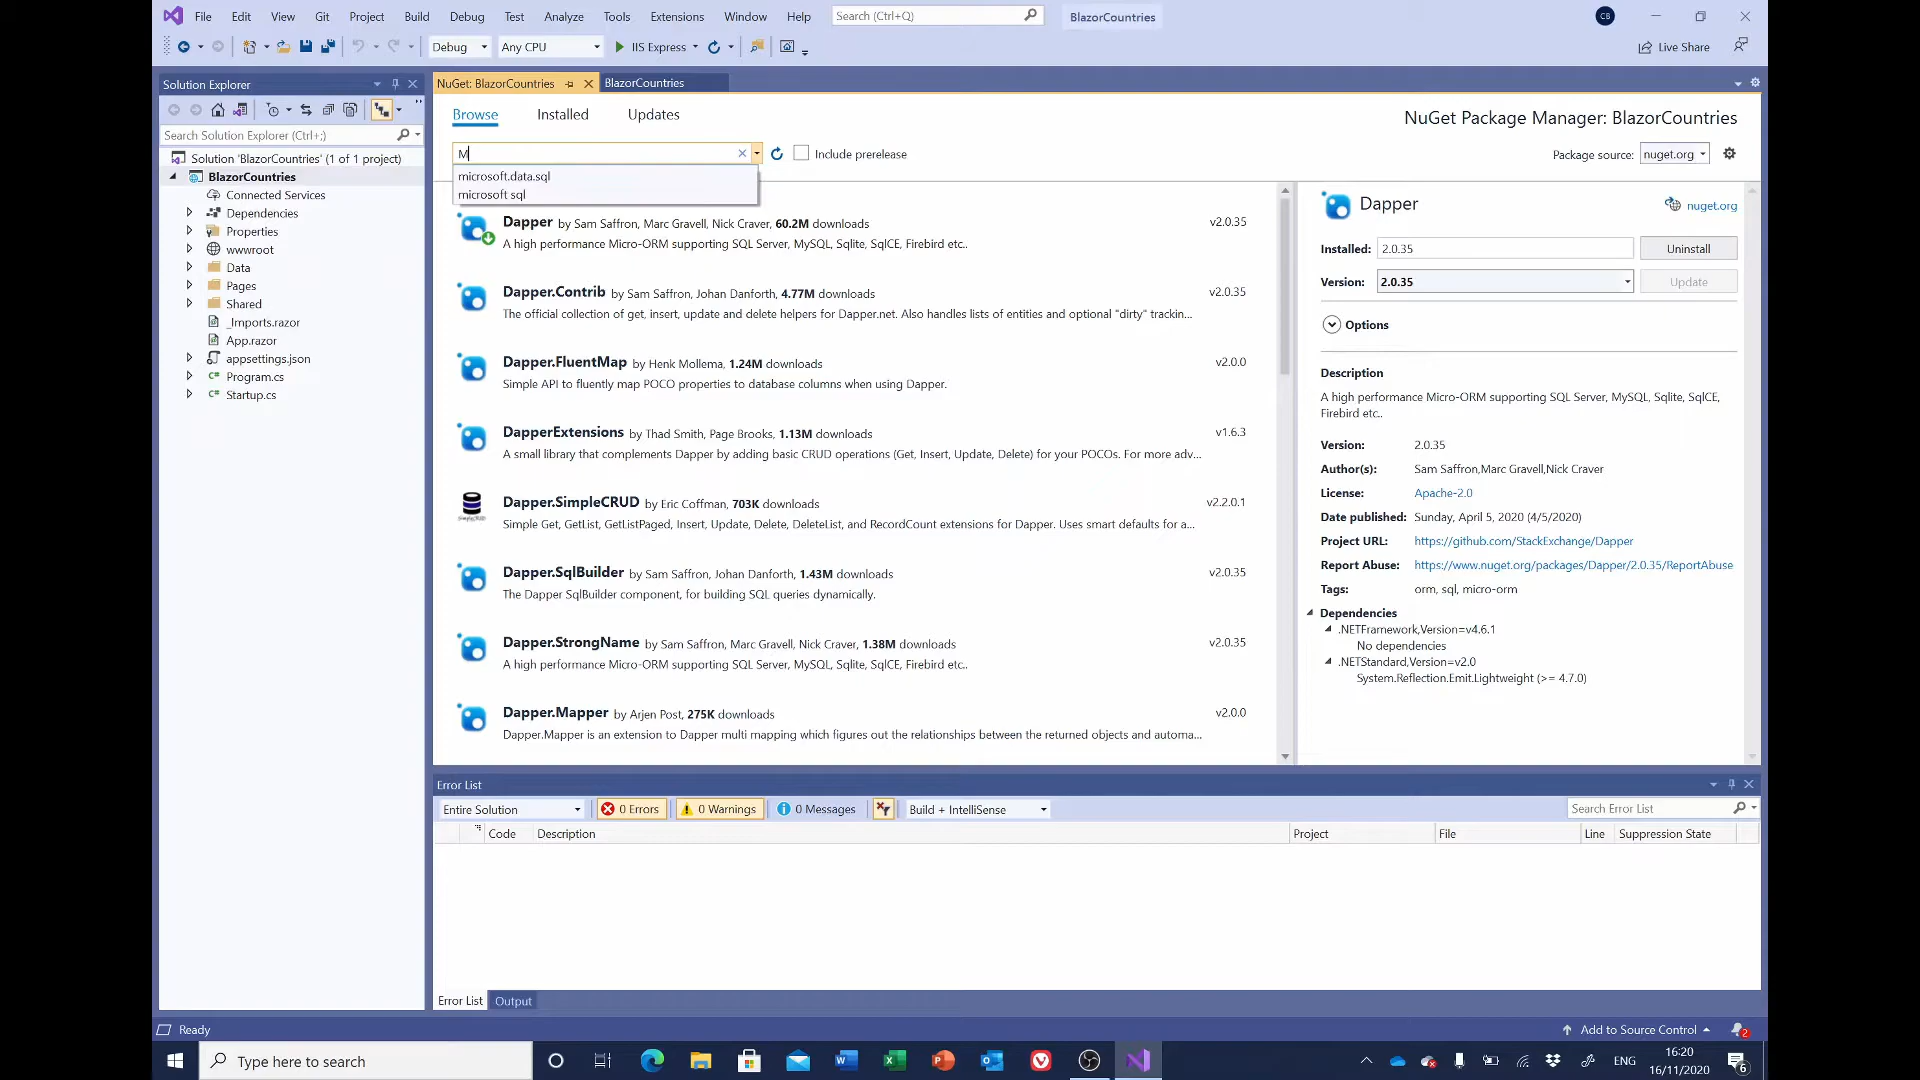 File Edit View Git Project Build Debug Test Analyze Tools Extensions Window Help Search (Ctrl+Q) BlazorCountries CB
Debug Any CPU IIS Express Live Share
Solution Explorer
Search Solution Explorer (Ctrl+;)
Solution 'BlazorCountries' (1 of 1 project)
BlazorCountries
Connected Services
Dependencies
Properties
wwwroot
Data
Pages
Shared
_Imports.razor
App.razor
appsettings.json
Program.cs
Startup.cs
NuGet: BlazorCountries BlazorCountries
Browse Installed Updates
NuGet Package Manager: BlazorCountries
M
Include prerelease
Package source: nuget.org
microsoft.data.sql
microsoft sql
Dapper by Sam Saffron, Marc Gravell, Nick Craver, 60.2M downloads v2.0.35
A high performance Micro-ORM supporting SQL Server, MySQL, Sqlite, SqlCE, Firebird etc..
Dapper.Contrib by Sam Saffron, Johan Danforth, 4.77M downloads v2.0.35
The official collection of get, insert, update and delete helpers for Dapper.net. Also handles lists of entities and optional "dirty" trackin...
Dapper.FluentMap by Henk Mollema, 1.24M downloads v2.0.0
Simple API to fluently map POCO properties to database columns when using Dapper.
DapperExtensions by Thad Smith, Page Brooks, 1.13M downloads v1.6.3
A small library that complements Dapper by adding basic CRUD operations (Get, Insert, Update, Delete) for your POCOs. For more adv...
Dapper.SimpleCRUD by Eric Coffman, 703K downloads v2.2.0.1
Simple Get, GetList, GetListPaged, Insert, Update, Delete, DeleteList, and RecordCount extensions for Dapper. Uses smart defaults for a...
Dapper.SqlBuilder by Sam Saffron, Johan Danforth, 1.43M downloads v2.0.35
The Dapper SqlBuilder component, for building SQL queries dynamically.
Dapper.StrongName by Sam Saffron, Marc Gravell, Nick Craver, 1.38M downloads v2.0.35
A high performance Micro-ORM supporting SQL Server, MySQL, Sqlite, SqlCE, Firebird etc..
Dapper.Mapper by Arjen Post, 275K downloads v2.0.0
Dapper.Mapper is an extension to Dapper multi mapping which figures out the relationships between the returned objects and automa...
Dapper nuget.org
Installed: 2.0.35 Uninstall
Version: 2.0.35 Update
Options
Description
A high performance Micro-ORM supporting SQL Server, MySQL, Sqlite, SqlCE,
Firebird etc..
Version: 2.0.35
Author(s): Sam Saffron,Marc Gravell,Nick Craver
License: Apache-2.0
Date published: Sunday, April 5, 2020 (4/5/2020)
Project URL: https://github.com/StackExchange/Dapper
Report Abuse: https://www.nuget.org/packages/Dapper/2.0.35/ReportAbuse
Tags: orm, sql, micro-orm
Dependencies
.NETFramework,Version=v4.6.1
No dependencies
.NETStandard,Version=v2.0
System.Reflection.Emit.Lightweight (>= 4.7.0)
Error List
Entire Solution 0 Errors 0 Warnings 0 Messages Build + IntelliSense Search Error List
Code Description Project File Line Suppression State
Error List Output
Ready Add to Source Control 2
Type here to search ENG 16:20
16/11/2020 6